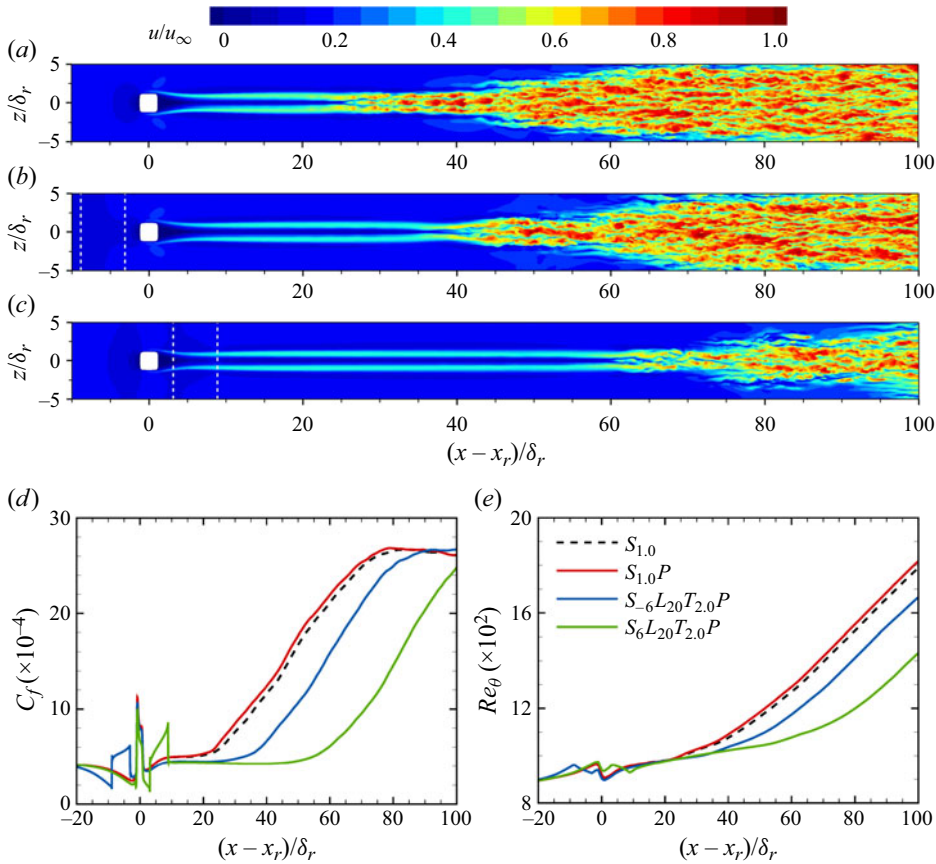 u/u∞ 0 0.2 0.4 0.6 0.8 1.0
(a)
5
z/δr 0
−5
0 20 40 60 80 100
(b)
5
z/δr 0
−5
0 20 40 60 80 100
(c)
5
z/δr 0
−5
0 20 40 60 80 100
(x − xr)/δr
(d)
30
20
Cf (×10−4)
10
0
−20 0 20 40 60 80 100
(x − xr)/δr
(e)
20
18
16
14
Reθ (×102)
12
10
8
S1.0
S1.0P
S−6L20T2.0P
S6L20T2.0P
−20 0 20 40 60 80 100
(x − xr)/δr